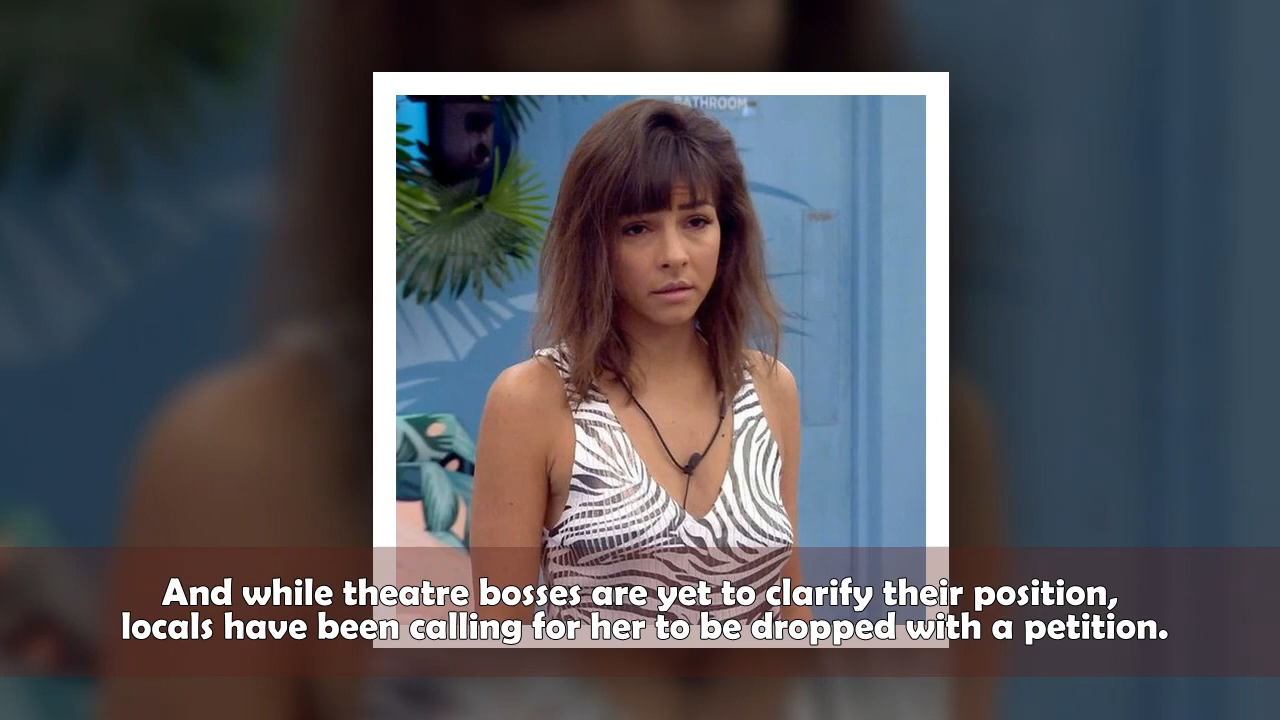 BATHROOM
And while theatre bosses are yet to clarify their position,
locals have been calling for her to be dropped with a petition.